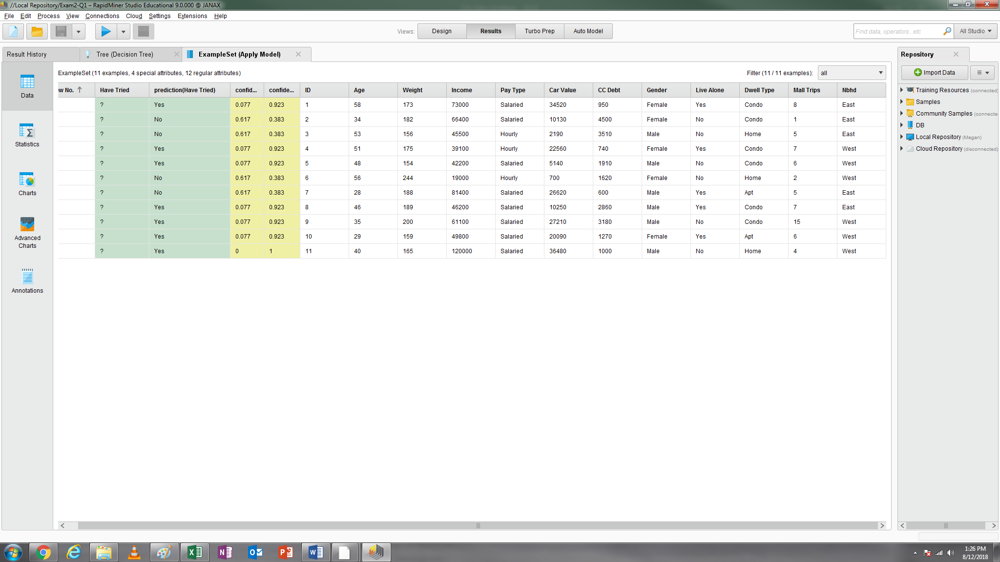 //Local Repository/Exam2-Q1 – RapidMiner Studio Educational 9.0.000 @ JANAX
File Edit Process View Connections Cloud Settings Extensions Help
Views: Design Results Turbo Prep Auto Model Find data, operators...etc All Studio
Result History Tree (Decision Tree) ExampleSet (Apply Model) Repository
ExampleSet (11 examples, 4 special attributes, 12 regular attributes) Filter (11 / 11 examples): all
Import Data
Data
Statistics
Charts
Advanced
Charts
Annotations
ow No. Have Tried prediction(Have Tried) confid... confide... ID Age Weight Income Pay Type Car Value CC Debt Gender Live Alone Dwell Type Mall Trips Nbhd
? Yes 0.077 0.923 1 58 173 73000 Salaried 34520 950 Female Yes Condo 8 East
? No 0.617 0.383 2 34 182 66400 Salaried 10130 4500 Female No Condo 1 East
? No 0.617 0.383 3 53 156 45500 Hourly 2190 3510 Male No Home 5 East
? Yes 0.077 0.923 4 51 175 39100 Hourly 22560 740 Female Yes Condo 7 West
? Yes 0.077 0.923 5 48 154 42200 Salaried 5140 1910 Male No Condo 6 West
? No 0.617 0.383 6 56 244 19000 Hourly 700 1620 Female No Home 2 West
? No 0.617 0.383 7 28 188 81400 Salaried 26620 600 Male Yes Apt 5 East
? Yes 0.077 0.923 8 46 189 46200 Salaried 10250 2860 Male Yes Condo 7 East
? Yes 0.077 0.923 9 35 200 61100 Salaried 27210 3180 Male No Condo 15 West
? Yes 0.077 0.923 10 29 159 49800 Salaried 20090 1270 Female Yes Apt 6 West
? Yes 0 1 11 40 165 120000 Salaried 36480 1000 Male No Home 4 West
Training Resources (connected)
Samples
Community Samples (connecte
DB
Local Repository (Megan)
Cloud Repository (disconnected)
1:26 PM
8/12/2018